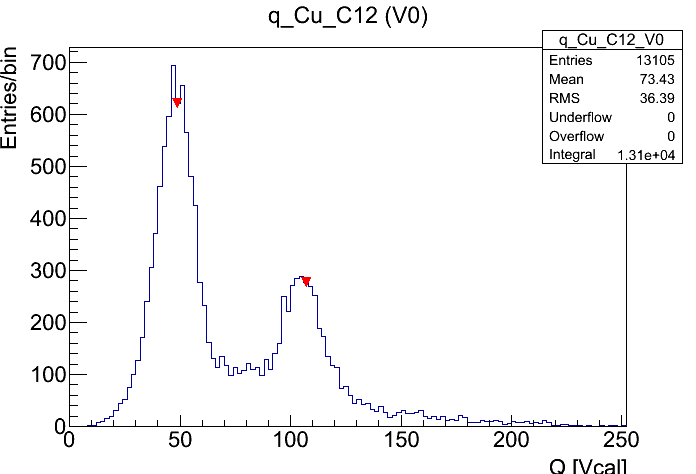 q_Cu_C12 (V0)
q_Cu_C12_V0
Entries 13105
Mean 73.43
RMS 36.39
Underflow 0
Overflow 0
Integral 1.31e+04
Entries/bin
700
600
500
400
300
200
100
0
0 50 100 150 200 250
Q [Vcal]